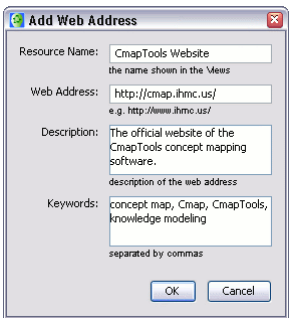 Add Web Address
Resource Name: CmapTools Website
the name shown in the Views
Web Address: http://cmap.ihmc.us/
e.g. http://www.ihmc.us/
Description: The official website of the
CmapTools concept mapping
software.
description of the web address
Keywords: concept map, Cmap, CmapTools,
knowledge modeling
separated by commas
OK Cancel